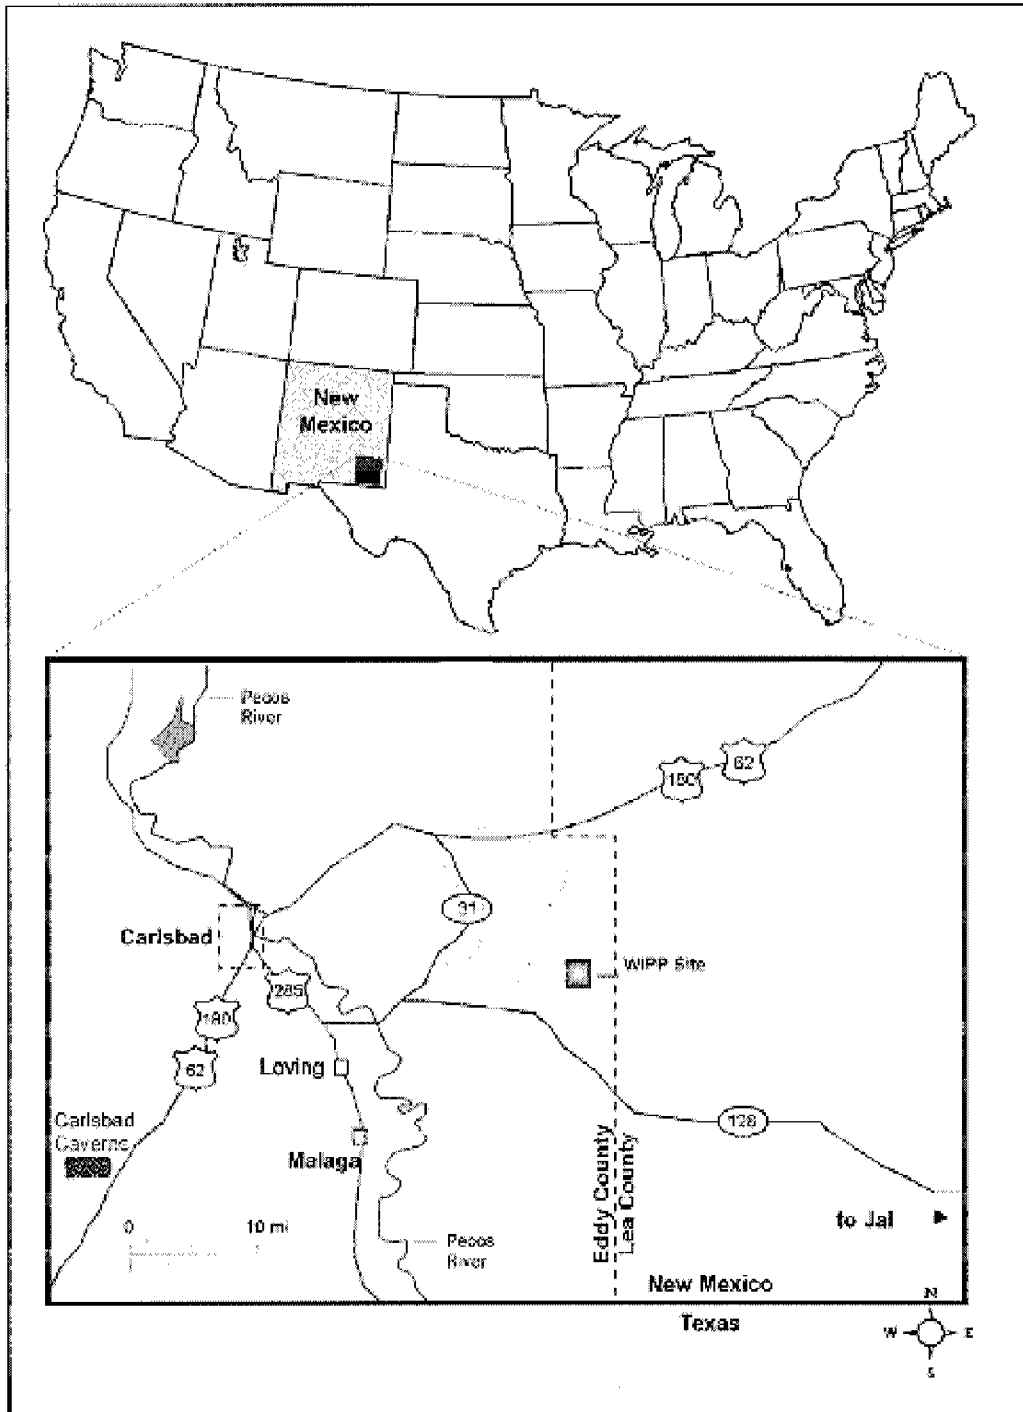 New
Mexico
Pecos
River
62
180
31
Carlsbad
WIPP Site
285
180
62
Loving
Carlsbad
Caverns
128
Malaga
Eddy County
Lea County
to Jal
0
10 mi
Pecos
River
New Mexico
Texas
N
W
E
S